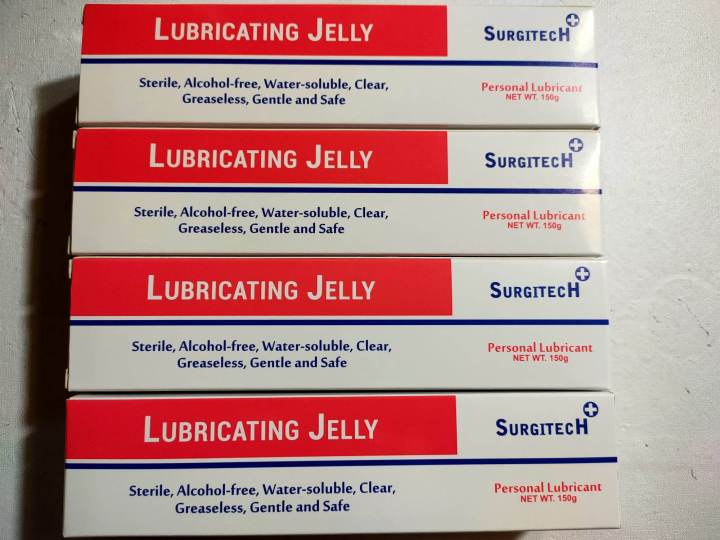 LUBRICATING JELLY
SURGITECH
Sterile, Alcohol-free, Water-soluble, Clear,
Greaseless, Gentle and Safe
Personal Lubricant
NET WT. 150g
LUBRICATING JELLY
SURGITECH
Sterile, Alcohol-free, Water-soluble, Clear,
Greaseless, Gentle and Safe
Personal Lubricant
NET WT. 150g
LUBRICATING JELLY
SURGITECH
Sterile, Alcohol-free, Water-soluble, Clear,
Greaseless, Gentle and Safe
Personal Lubricant
NET WT. 150g
LUBRICATING JELLY
SURGITECH
Sterile, Alcohol-free, Water-soluble, Clear,
Greaseless, Gentle and Safe
Personal Lubricant
NET WT. 150g